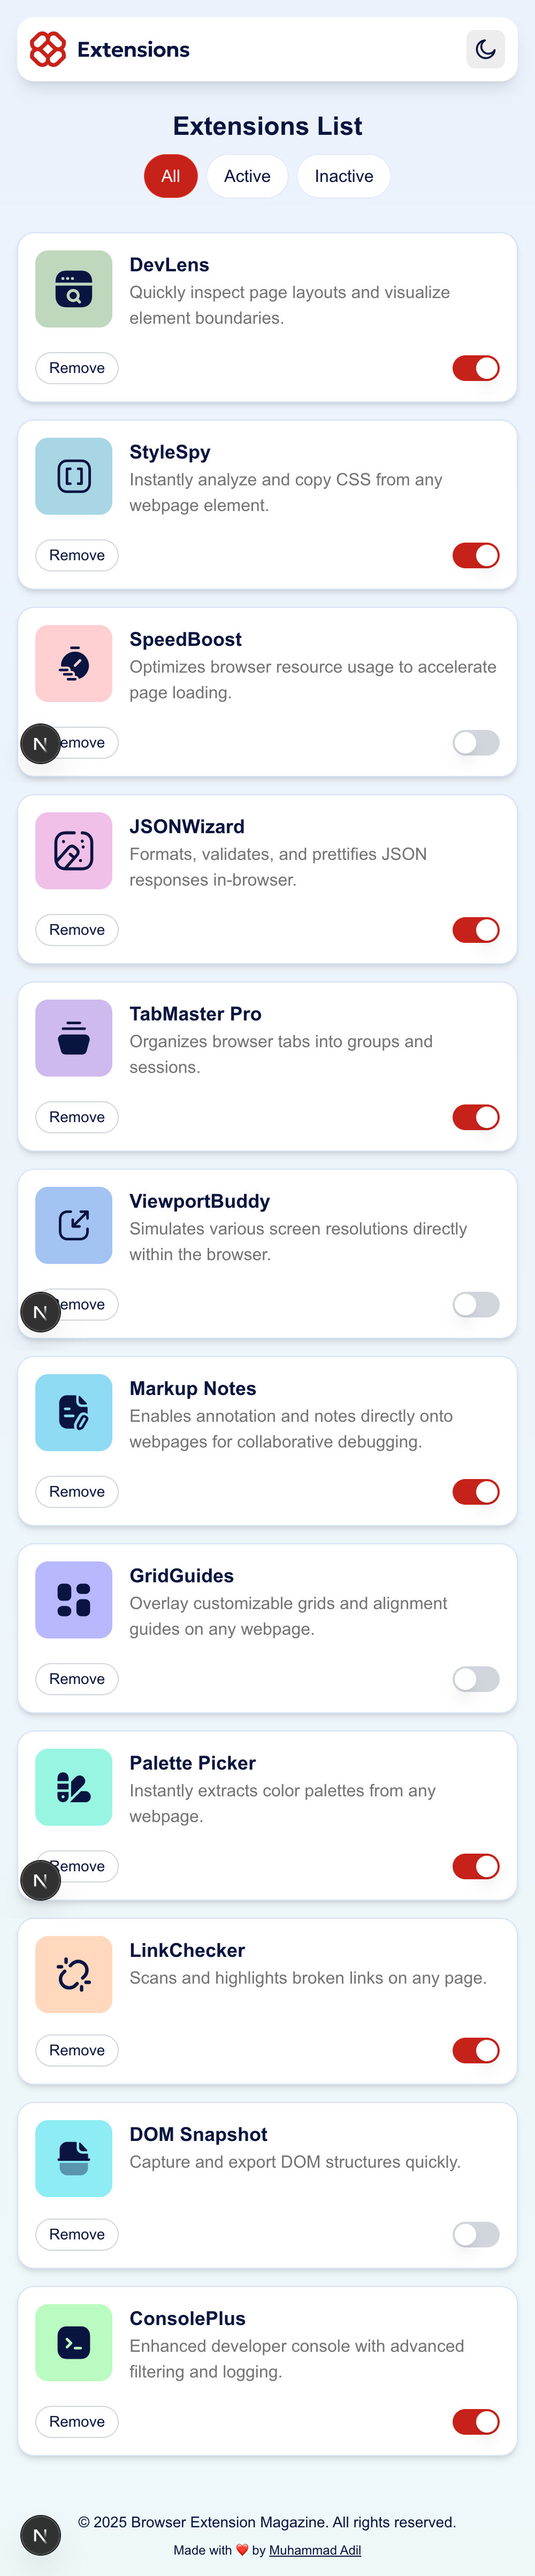 Extensions
Extensions List
All Active Inactive
DevLens
Quickly inspect page layouts and visualize
element boundaries.
Remove
StyleSpy
Instantly analyze and copy CSS from any
webpage element.
Remove
SpeedBoost
Optimizes browser resource usage to accelerate
page loading.
N emove
JSONWizard
Formats, validates, and prettifies JSON
responses in-browser.
Remove
TabMaster Pro
Organizes browser tabs into groups and
sessions.
Remove
ViewportBuddy
Simulates various screen resolutions directly
within the browser.
N emove
Markup Notes
Enables annotation and notes directly onto
webpages for collaborative debugging.
Remove
GridGuides
Overlay customizable grids and alignment
guides on any webpage.
Remove
Palette Picker
Instantly extracts color palettes from any
webpage.
Remove
N
LinkChecker
Scans and highlights broken links on any page.
Remove
DOM Snapshot
Capture and export DOM structures quickly.
Remove
ConsolePlus
Enhanced developer console with advanced
filtering and logging.
Remove
© 2025 Browser Extension Magazine. All rights reserved.
N
Made with ❤️ by Muhammad Adil